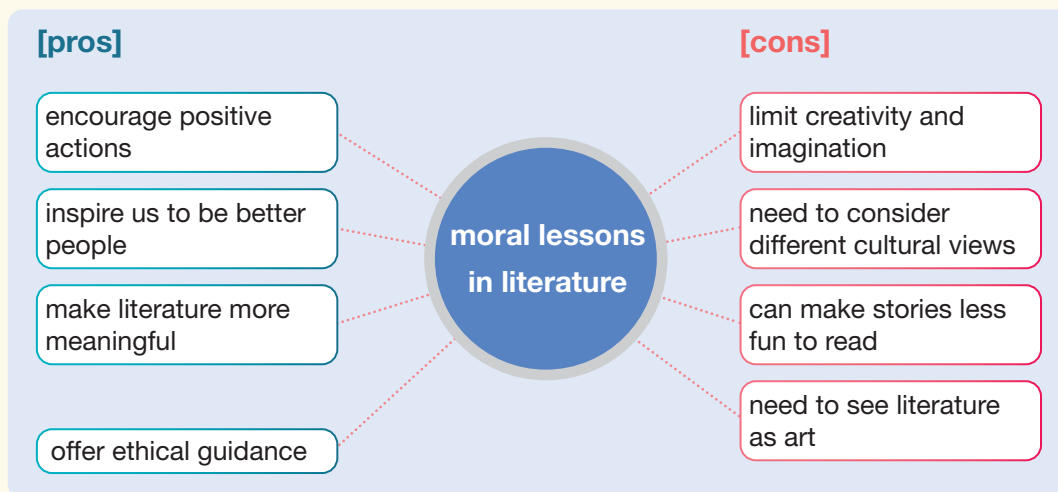 [pros]
encourage positive
actions
inspire us to be better
people
make literature more
meaningful
offer ethical guidance
moral lessons
in literature
[cons]
limit creativity and
imagination
need to consider
different cultural views
can make stories less
fun to read
need to see literature
as art